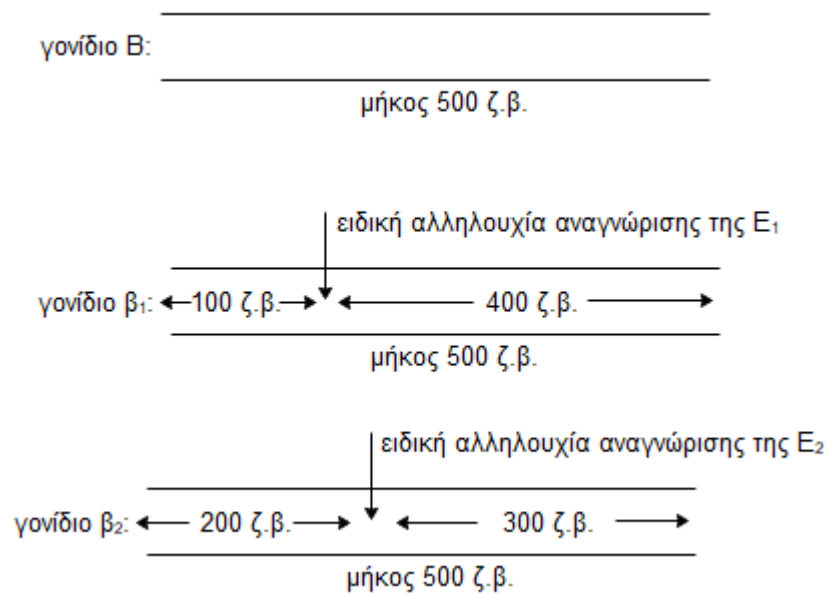 γονίδιο Β:
μήκος 500 ζ.β.
ειδική αλληλουχία αναγνώρισης της Ε₁
γονίδιο β₁: 100 ζ.β. 400 ζ.β.
μήκος 500 ζ.β.
ειδική αλληλουχία αναγνώρισης της Ε₂
γονίδιο β₂: 200 ζ.β. 300 ζ.β.
μήκος 500 ζ.β.